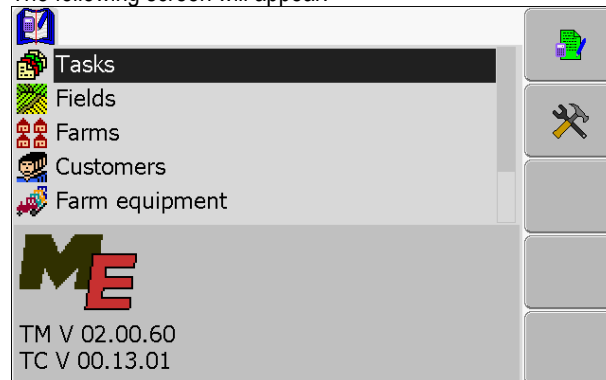 The following screen will appear:
Tasks
Fields
Farms
Customers
Farm equipment
ME
TM V 02.00.60
TC V 00.13.01